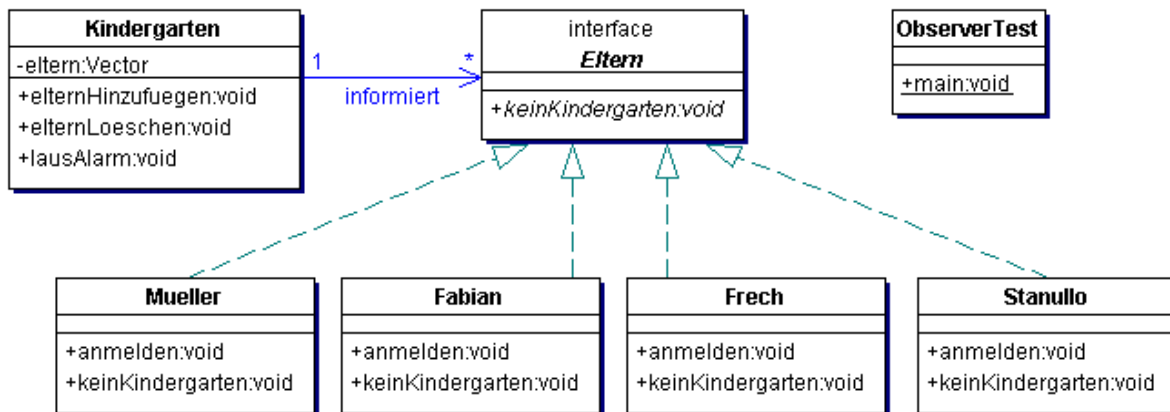 Kindergarten
-eltern:Vector
+elternHinzufuegen:void
+elternLoeschen:void
+lausAlarm:void
1
*
informiert
interface
Eltern
+keinKindergarten:void
ObserverTest
+main:void
Mueller
+anmelden:void
+keinKindergarten:void
Fabian
+anmelden:void
+keinKindergarten:void
Frech
+anmelden:void
+keinKindergarten:void
Stanullo
+anmelden:void
+keinKindergarten:void